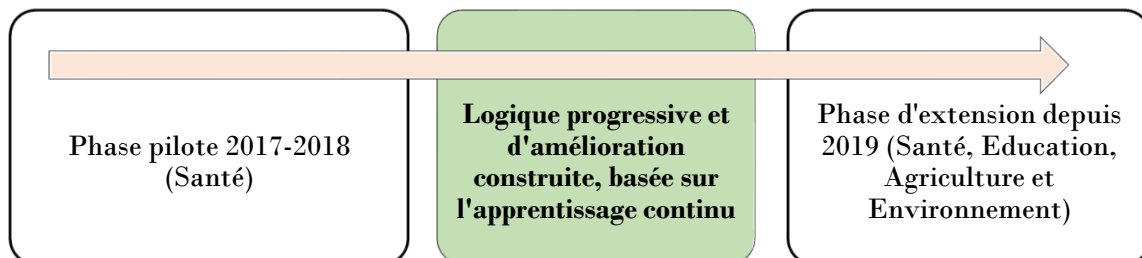 Phase pilote 2017-2018
(Santé)
Logique progressive et
d'amélioration
construite, basée sur
l'apprentissage continu
Phase d'extension depuis
2019 (Santé, Education,
Agriculture et
Environnement)